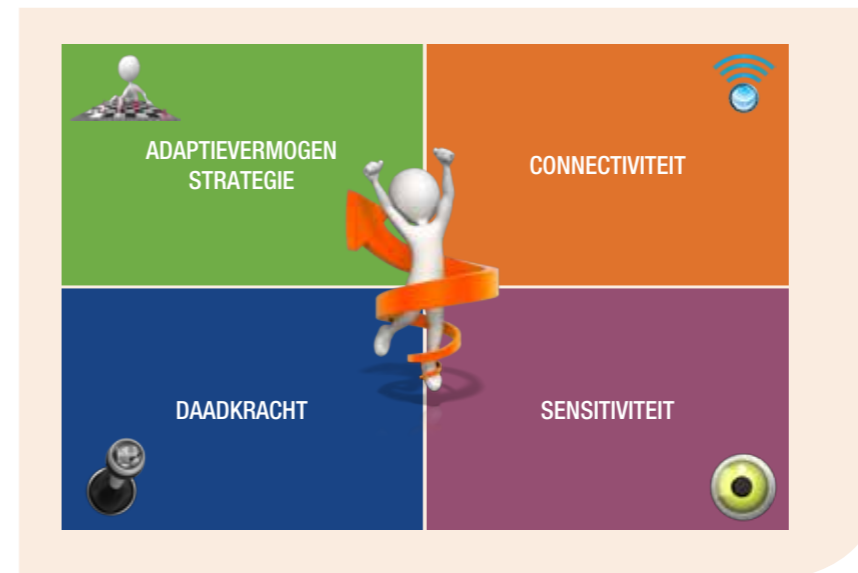 ADAPTIEVERMOGEN
STRATEGIE
CONNECTIVITEIT
DAADKRACHT
SENSITIVITEIT